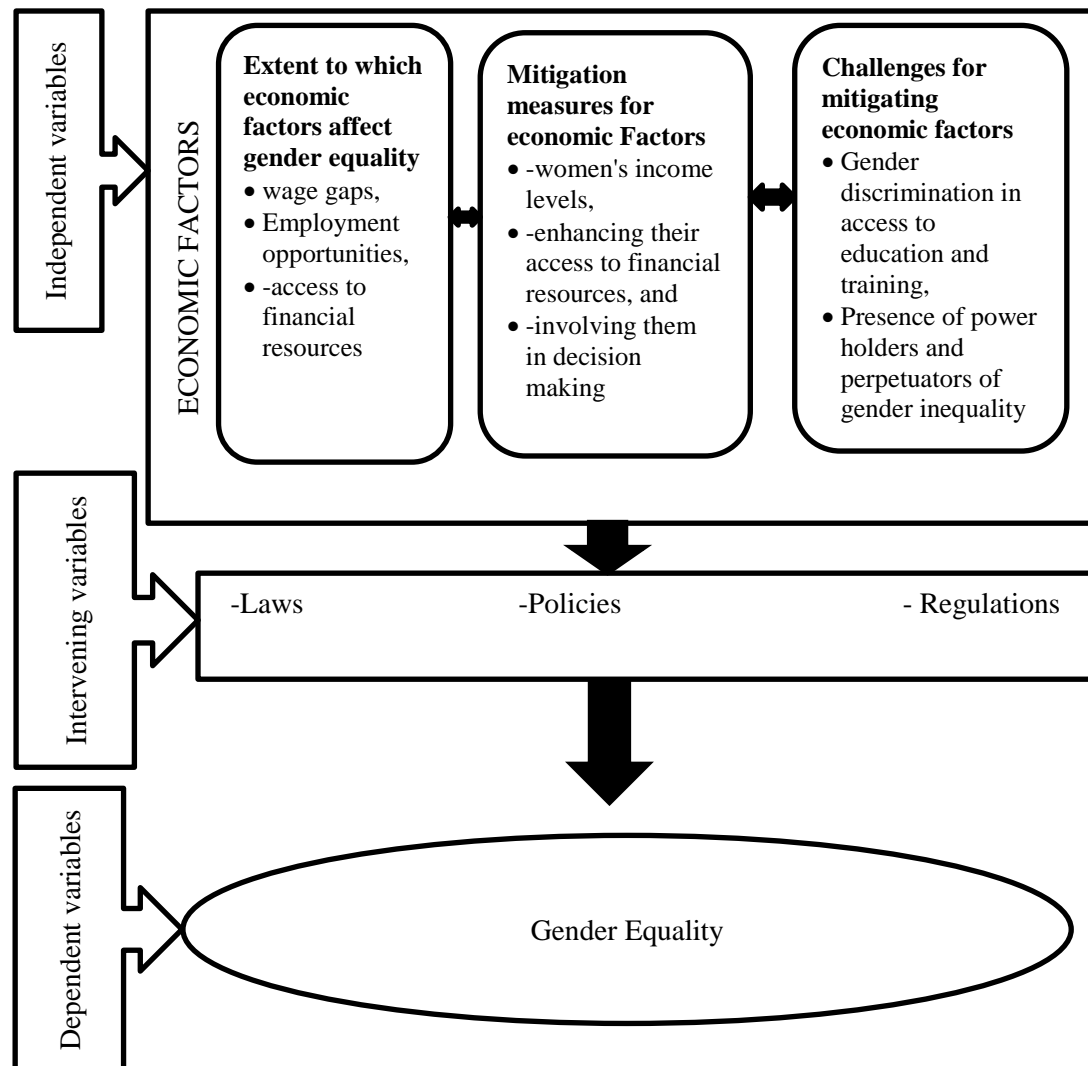 Independent variables
ECONOMIC FACTORS
Extent to which
economic
factors affect
gender equality
• wage gaps,
• Employment
opportunities,
• -access to
financial
resources
Mitigation
measures for
economic Factors
• -women's income
levels,
• -enhancing their
access to financial
resources, and
• -involving them
in decision
making
Challenges for
mitigating
economic factors
• Gender
discrimination in
access to
education and
training,
• Presence of power
holders and
perpetuators of
gender inequality
Intervening variables
-Laws -Policies - Regulations
Dependent variables
Gender Equality